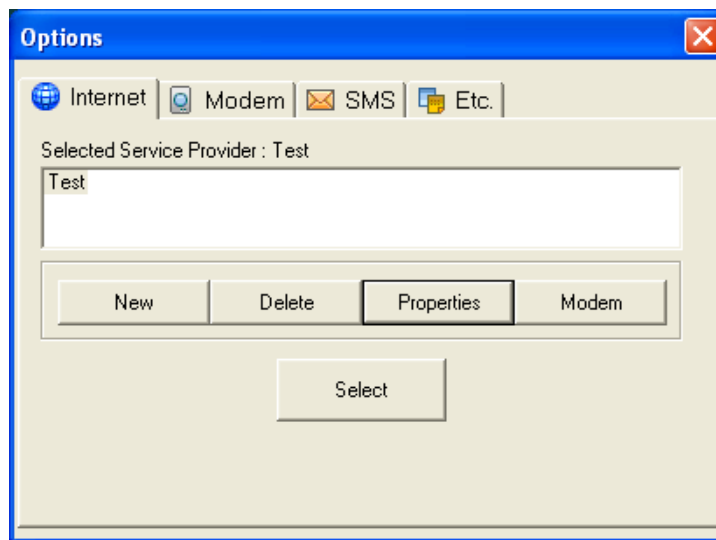 Options
Internet Modem SMS Etc.
Selected Service Provider : Test
Test
New Delete Properties Modem
Select